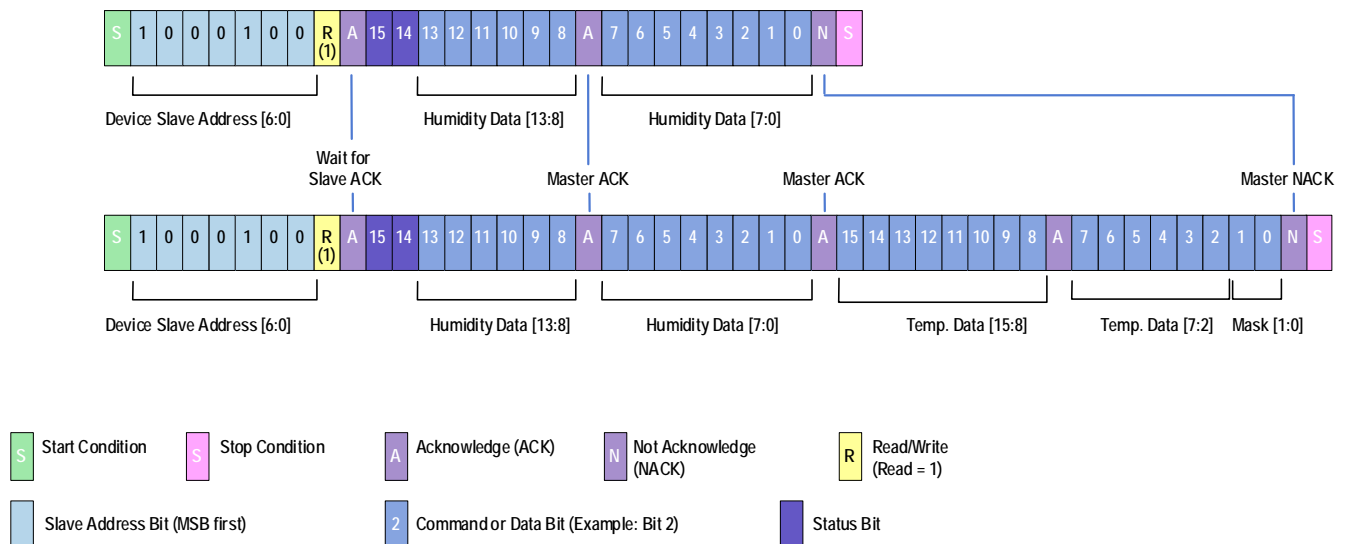 S 1 0 0 0 1 0 0 R (1) A 15 14 13 12 11 10 9 8 A 7 6 5 4 3 2 1 0 N S
Device Slave Address [6:0] Humidity Data [13:8] Humidity Data [7:0]
Wait for
Slave ACK Master ACK Master ACK Master NACK
S 1 0 0 0 1 0 0 R (1) A 15 14 13 12 11 10 9 8 A 7 6 5 4 3 2 1 0 A 15 14 13 12 11 10 9 8 A 7 6 5 4 3 2 1 0 N S
Device Slave Address [6:0] Humidity Data [13:8] Humidity Data [7:0] Temp. Data [15:8] Temp. Data [7:2] Mask [1:0]
S Start Condition
S Stop Condition
A Acknowledge (ACK)
N Not Acknowledge
(NACK)
R Read/Write
(Read = 1)
Slave Address Bit (MSB first)
2 Command or Data Bit (Example: Bit 2)
Status Bit